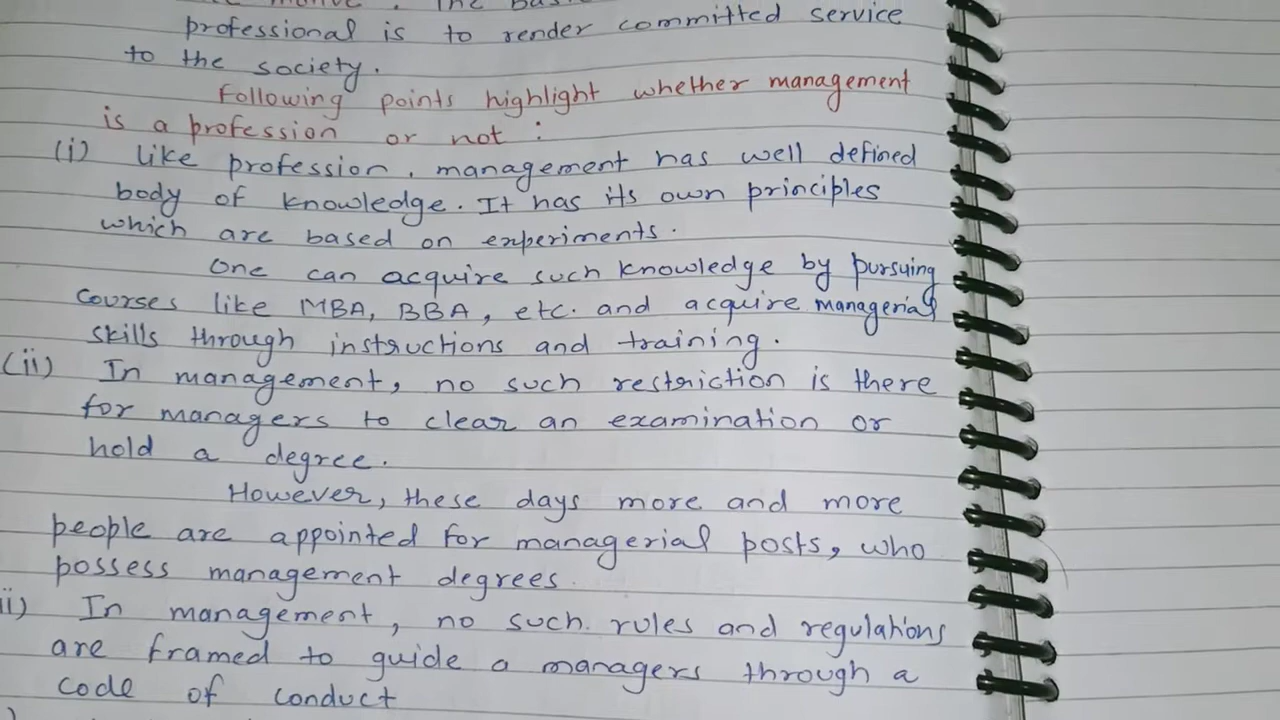 The
professional is to render committed service
to the society.
Following points highlight whether management
is a profession or not :
(i) like profession, management has well defined
body of knowledge. It has its own principles
which are based on experiments.
One can acquire such knowledge by pursuing
courses like MBA, BBA, etc. and acquire managerial
skills through instructions and training.
(ii) In management, no such restriction is there
for managers to clear an examination or
hold a degree.
However, these days more and more
people are appointed for managerial posts, who
possess management degrees.
ii) In management, no such rules and regulations
are framed to guide a managers through a
code of conduct